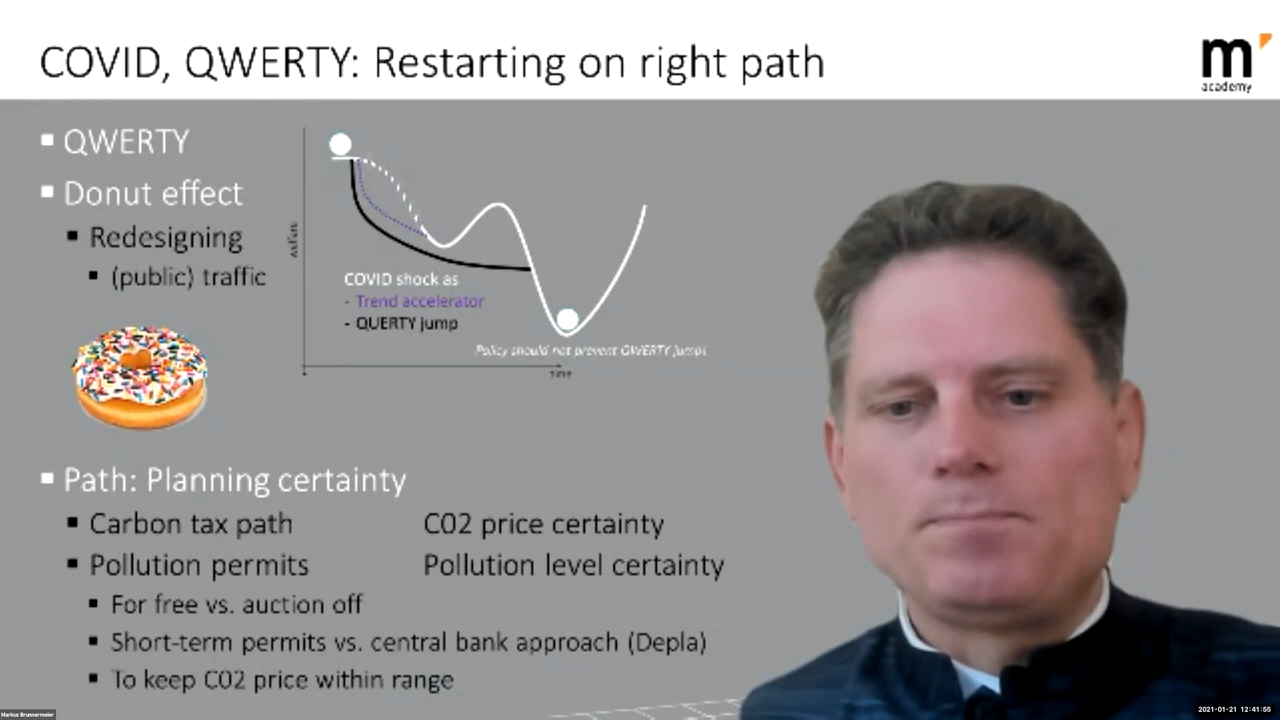 COVID, QWERTY: Restarting on right path
m'
academy
QWERTY
Donut effect
Redesigning
(public) traffic
welfare
COVID shock as
- Trend accelerator
- QUERTY jump
Policy should not prevent QWERTY jump!
time
Path: Planning certainty
Carbon tax path CO2 price certainty
Pollution permits Pollution level certainty
For free vs. auction off
Short-term permits vs. central bank approach (Depla)
To keep CO2 price within range
Markus Brunnermeier
2021-01-21 12:41:55